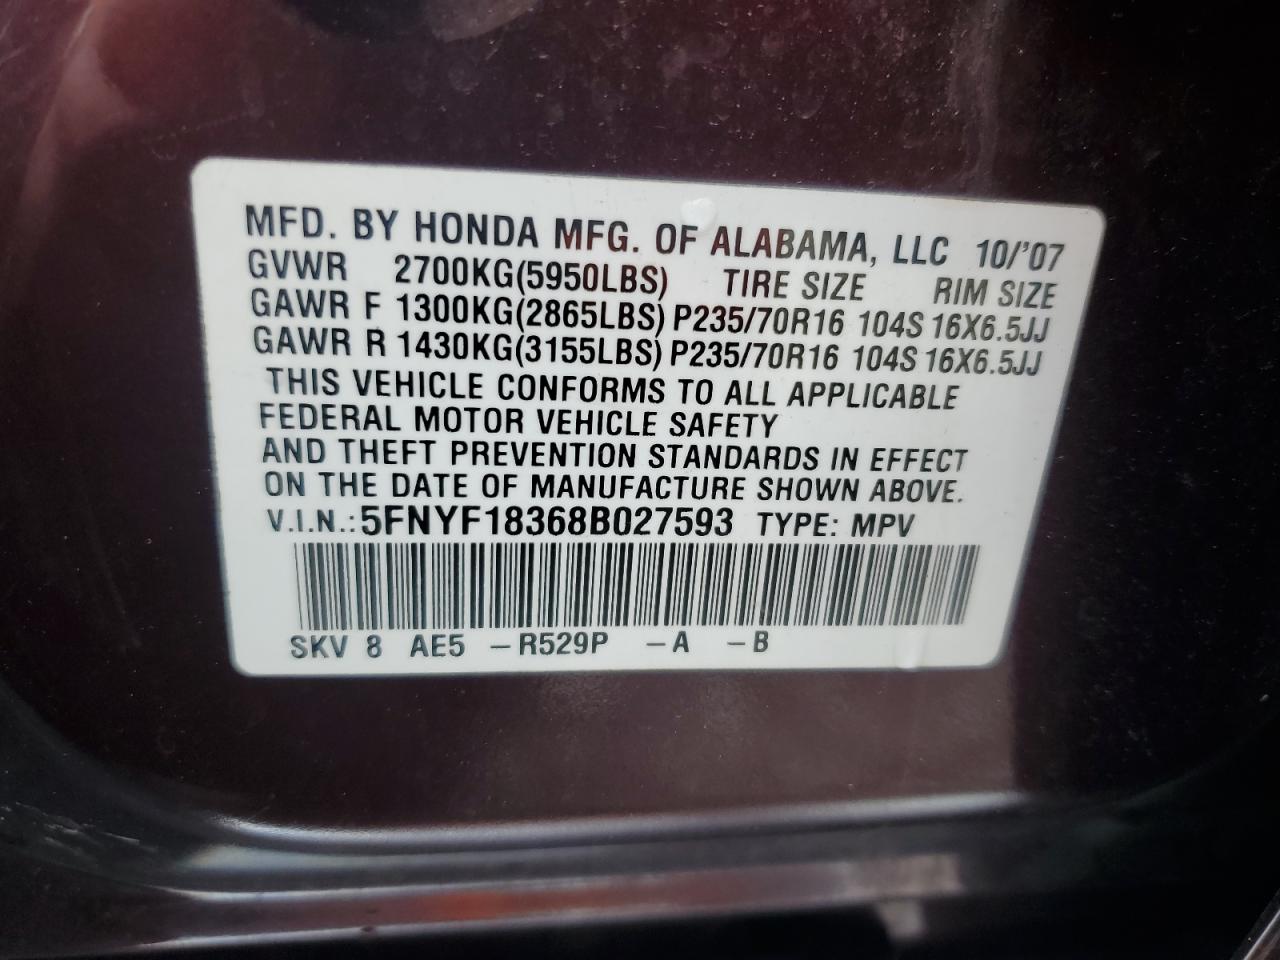 MFD. BY HONDA MFG. OF ALABAMA, LLC 10/'07
GVWR 2700KG(5950LBS) TIRE SIZE RIM SIZE
GAWR F 1300KG(2865LBS) P235/70R16 104S 16X6.5JJ
GAWR R 1430KG(3155LBS) P235/70R16 104S 16X6.5JJ
THIS VEHICLE CONFORMS TO ALL APPLICABLE
FEDERAL MOTOR VEHICLE SAFETY
AND THEFT PREVENTION STANDARDS IN EFFECT
ON THE DATE OF MANUFACTURE SHOWN ABOVE.
V.I.N.:5FNYF18368B027593 TYPE: MPV
SKV 8 AE5 –R529P –A –B